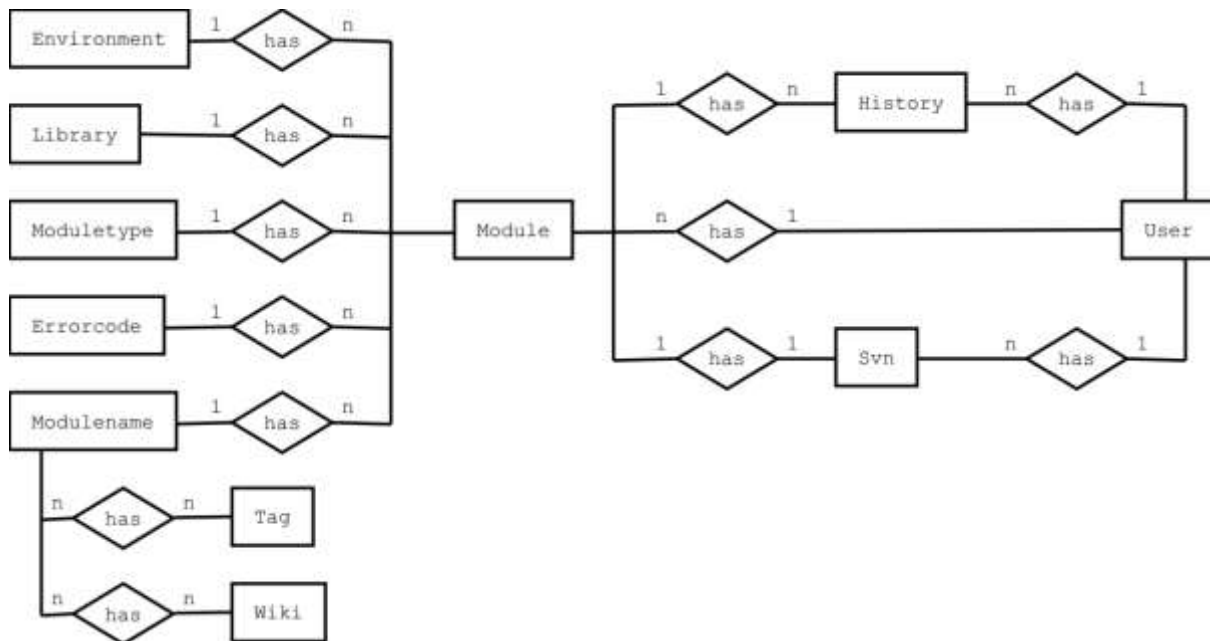 Environment 1 has n
Library 1 has n
Moduletype 1 has n
Errorcode 1 has n
Modulename 1 has n
n has n Tag
n has n Wiki
Module
1 has n History n has 1
n has 1 User
1 has 1 Svn n has 1